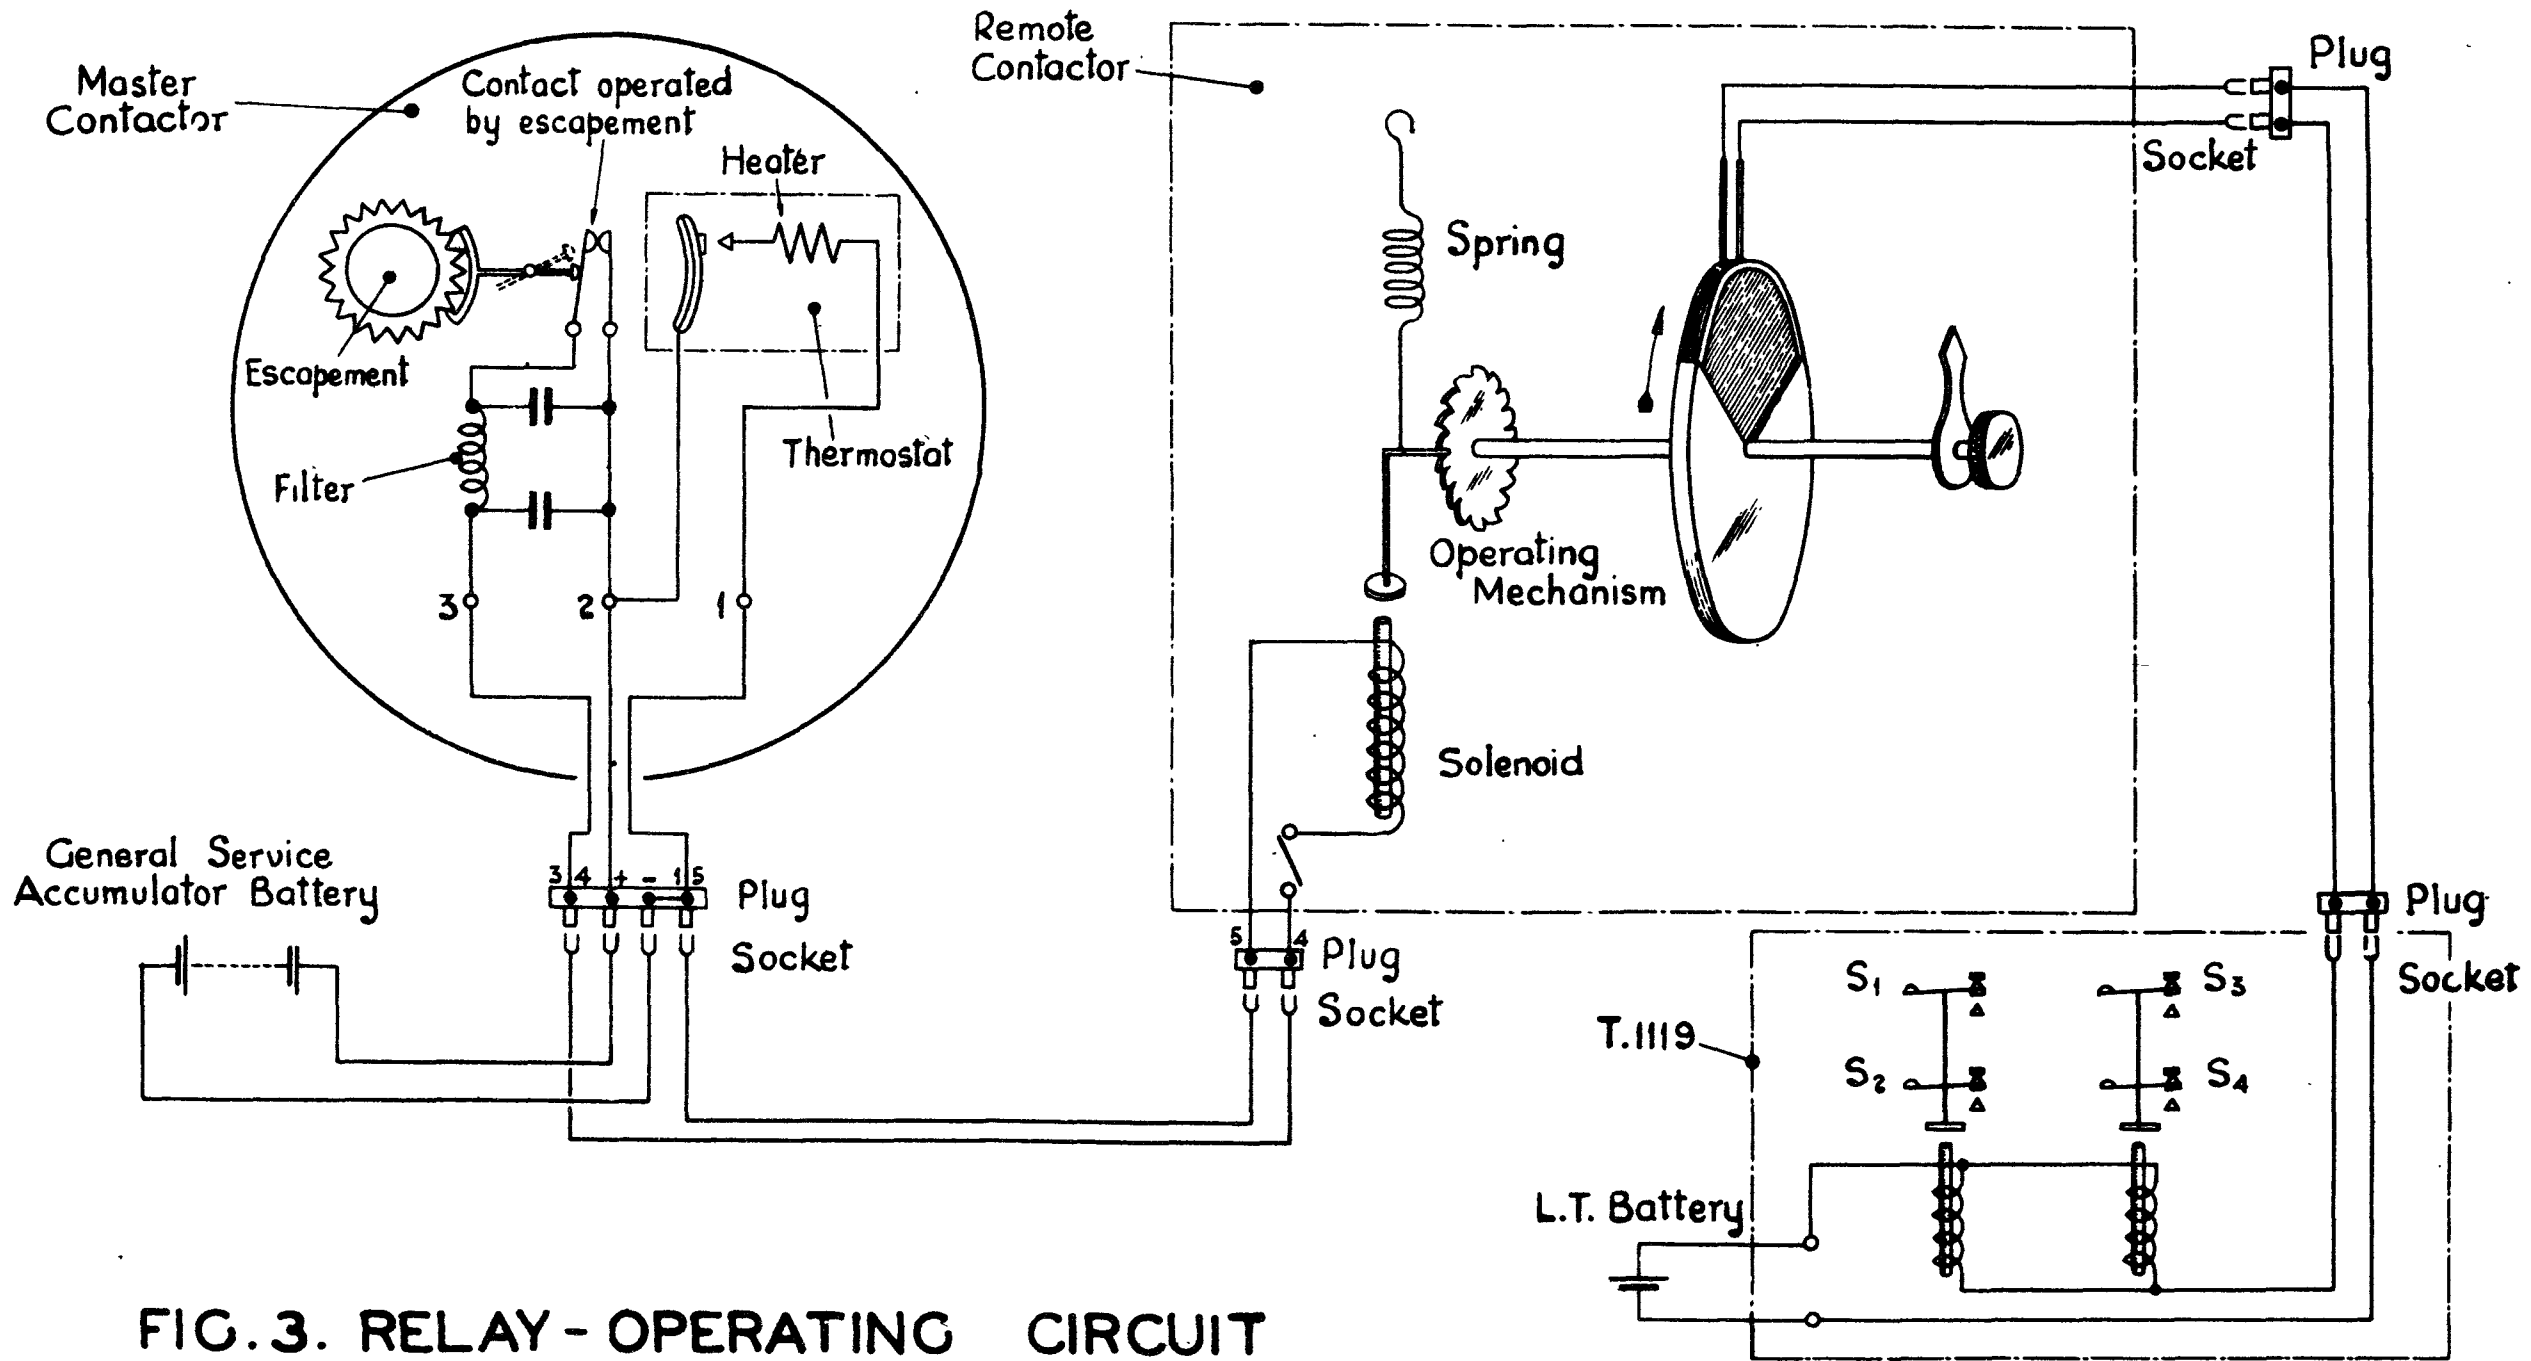 Master
Contactor
Contact operated
by escapement
Heater
Escapement
Thermostat
Filter
3
2
1
General Service
Accumulator Battery
3 4 + - 1 5
Plug
Socket
Remote
Contactor
Spring
Operating
Mechanism
Solenoid
5 4
Plug
Socket
Plug
Socket
Plug
Socket
T.1119
S1
S3
S2
S4
L.T. Battery
FIG.3. RELAY-OPERATING CIRCUIT